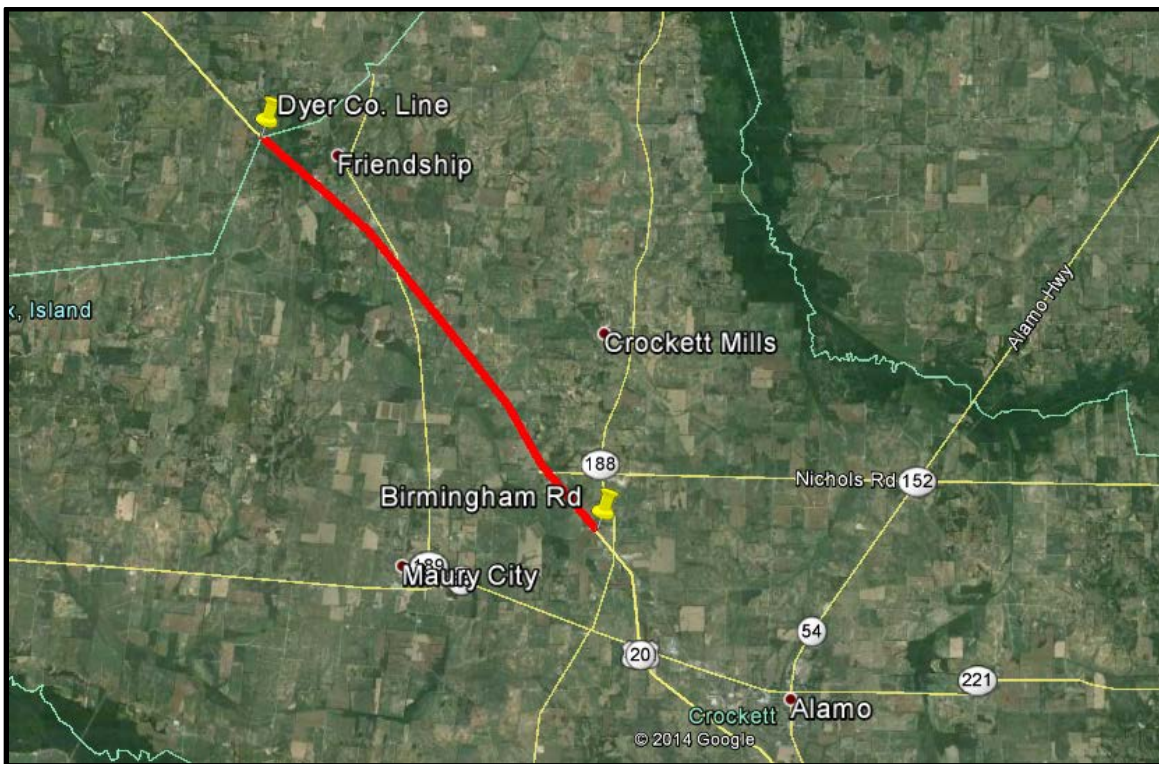 Dyer Co. Line
Friendship
x, Island
Alamo Hwy
Crockett Mills
188
Nichols Rd
152
Birmingham Rd
189
Maury City
54
20
221
Crockett
Alamo
© 2014 Google